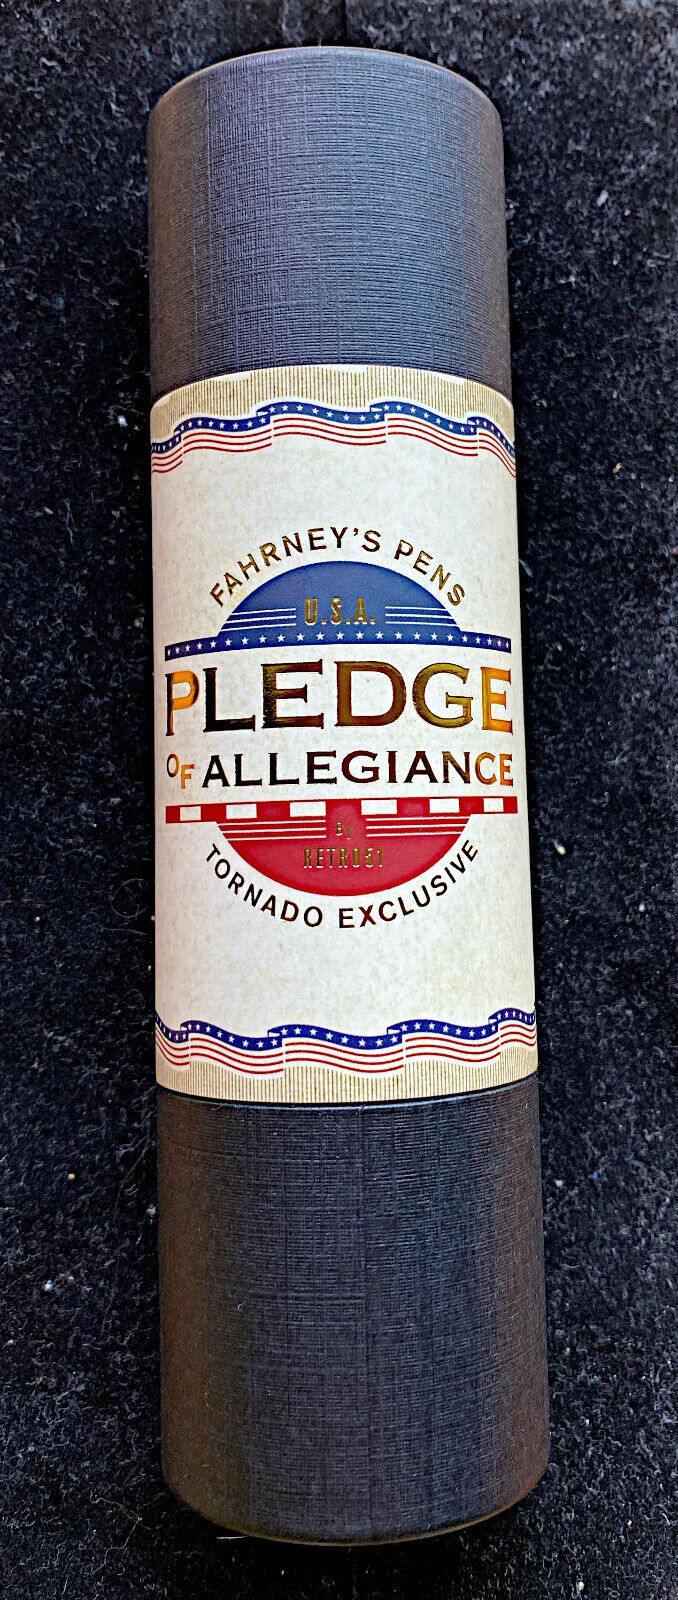 FAHRNEY'S PENS
U.S.A.
PLEDGE
OF ALLEGIANCE
By
RETRO51
TORNADO EXCLUSIVE